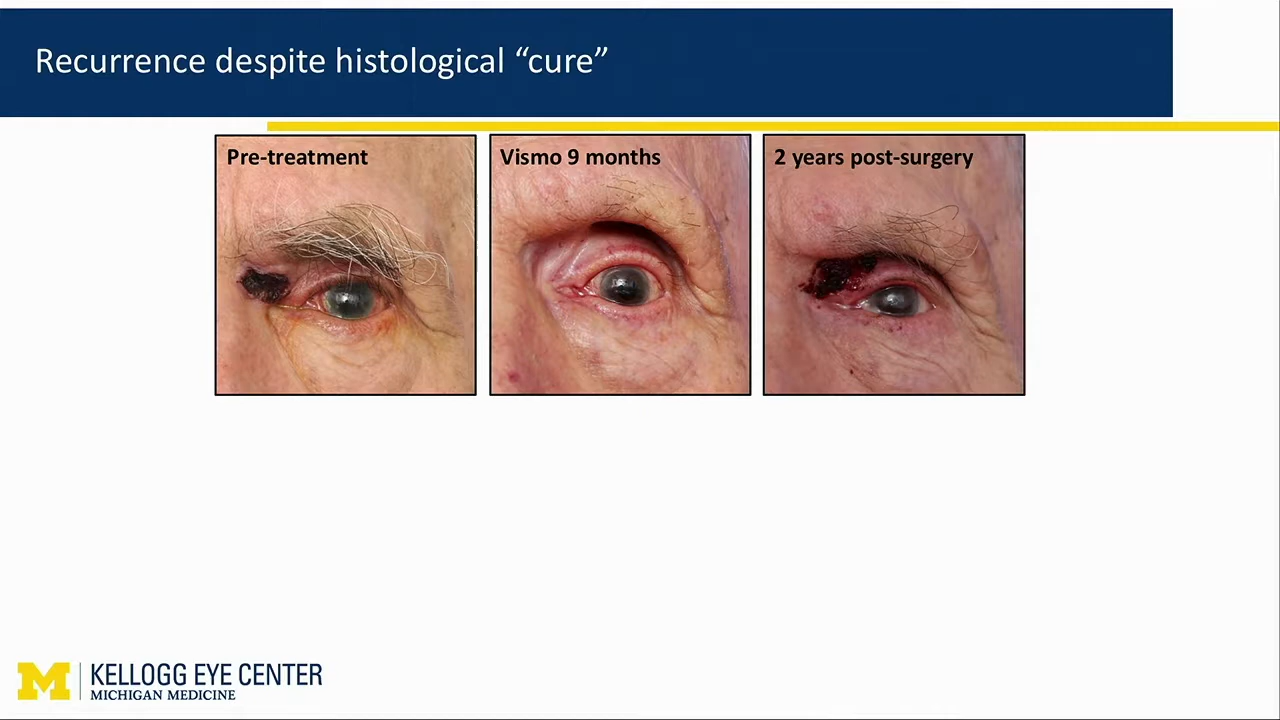 Recurrence despite histological “cure”
Pre-treatment
Vismo 9 months
2 years post-surgery
M
KELLOGG EYE CENTER
MICHIGAN MEDICINE